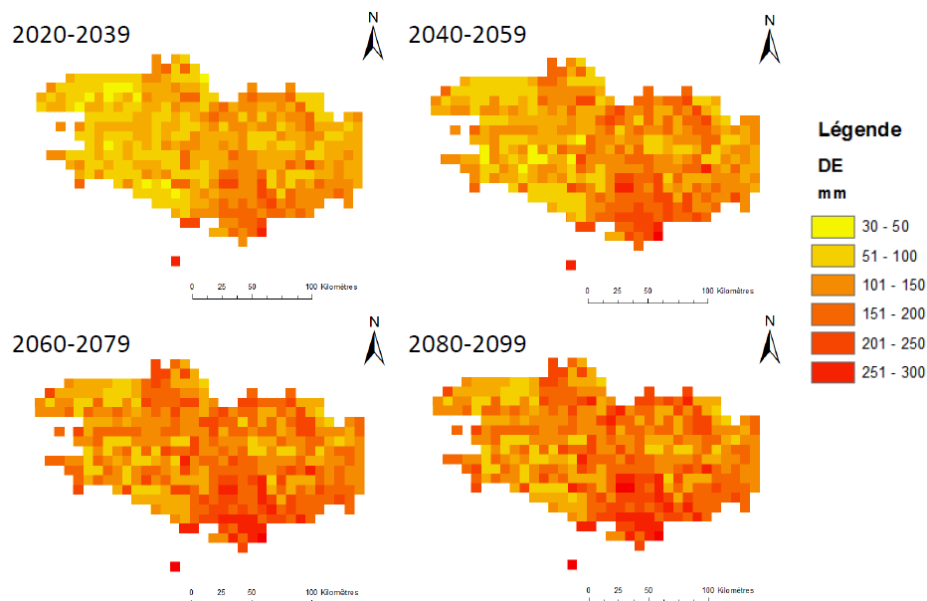 2020-2039
N
2040-2059
N
Légende
DE
mm
30 - 50
51 - 100
101 - 150
151 - 200
201 - 250
251 - 300
0 25 50 100 Kilomètres
0 25 50 100 Kilomètres
2060-2079
N
2080-2099
N
0 25 50 100 Kilomètres
0 25 50 100 Kilomètres